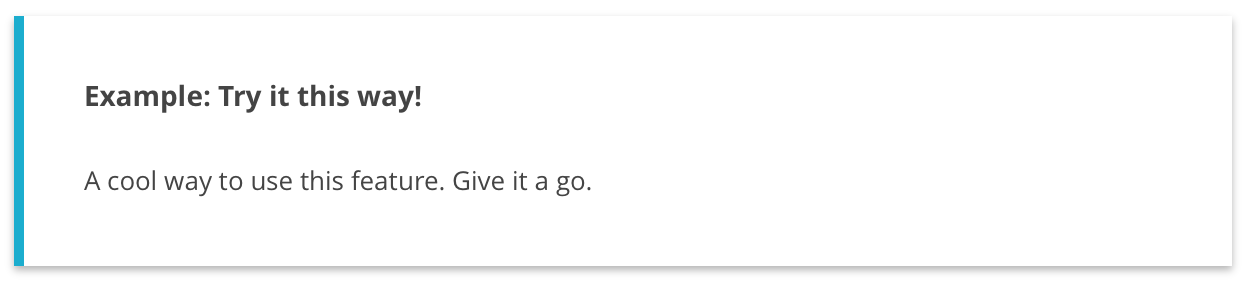 Example: Try it this way!
A cool way to use this feature. Give it a go.